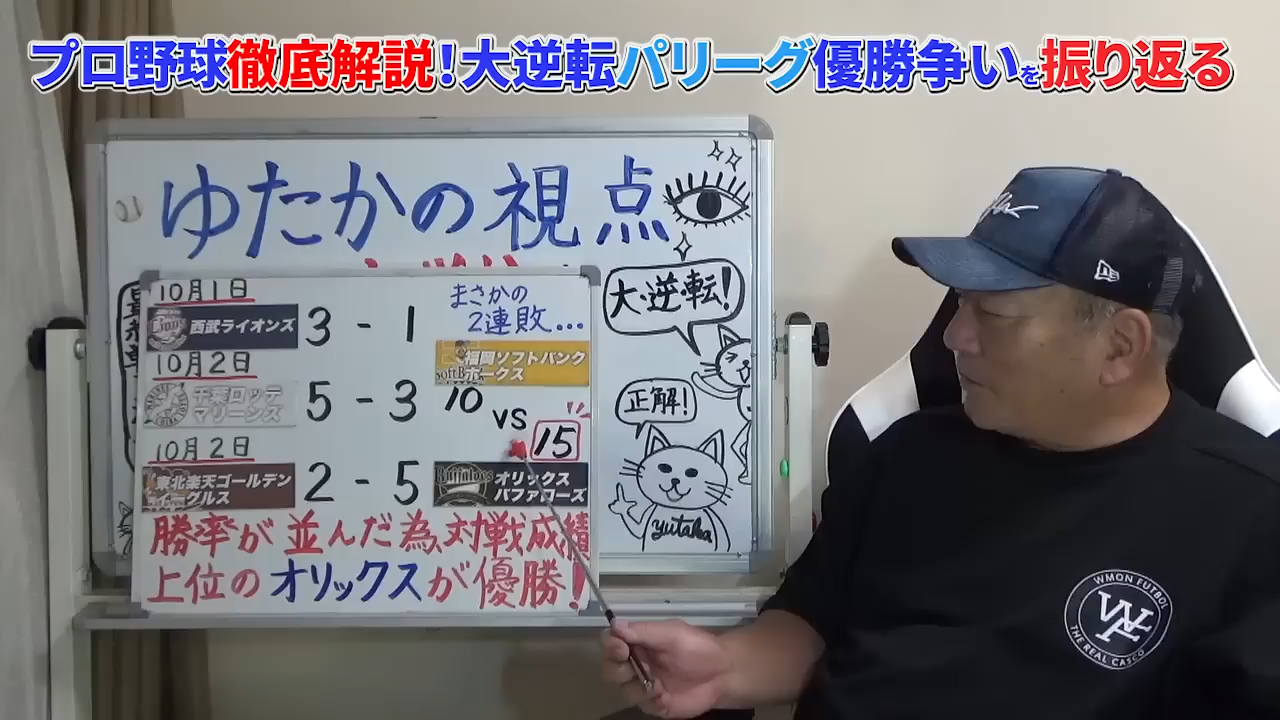 プロ野球徹底解説!大逆転パリーグ優勝争いを振り返る
ゆたかの視点
10月1日
西武ライオンズ 3 - 1
まさかの
2連敗...
福岡ソフトバンク
ホークス
10月2日
千葉ロッテ
マリーンズ
5 - 3
10 vs 15
10月2日
東北楽天ゴールデン
イーグルス
2 - 5
Buffaloes
オリックス
バファローズ
勝率が並んだ為、対戦成績
上位のオリックスが優勝!
大・逆・転!
正解!
yutaka
WMON FUTBOL
WF
THE REAL CASCO